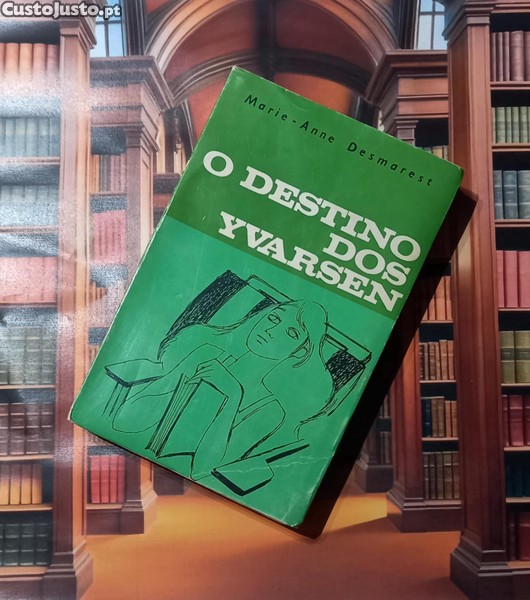 CustoJusto.pt
Marie-Anne Desmarest
O DESTINO
DOS
YVARSEN